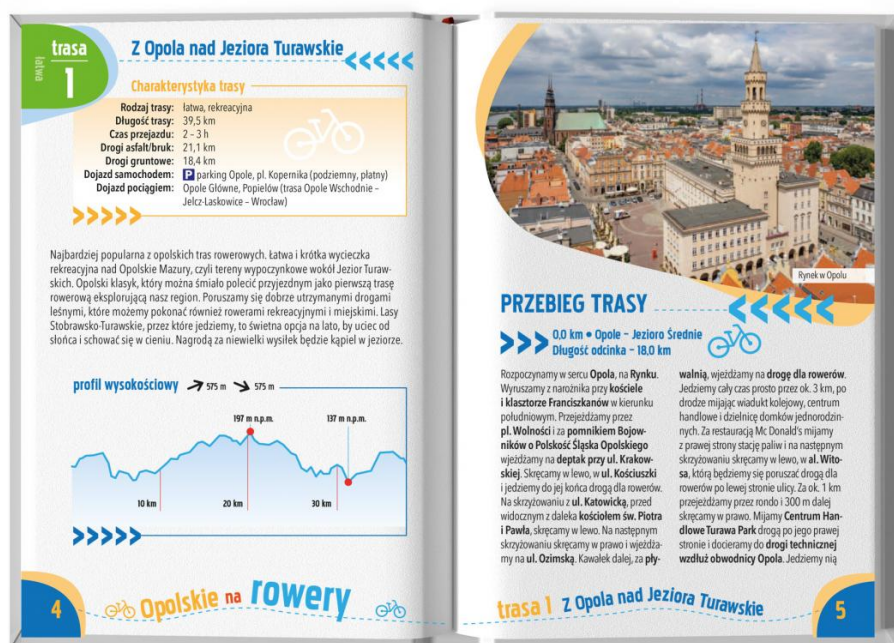 trasa
1
łatwa
Z Opola nad Jeziora Turawskie
Charakterystyka trasy
Rodzaj trasy: łatwa, rekreacyjna
Długość trasy: 39,5 km
Czas przejazdu: 2 – 3 h
Drogi asfalt/bruk: 21,1 km
Drogi gruntowe: 18,4 km
Dojazd samochodem: P parking Opole, pl. Kopernika (podziemny, płatny)
Dojazd pociągiem: Opole Główne, Popielów (trasa Opole Wschodnie –
Jelcz-Laskowice – Wrocław)
Najbardziej popularna z opolskich tras rowerowych. Łatwa i krótka wycieczka
rekreacyjna nad Opolskie Mazury, czyli tereny wypoczynkowe wokół Jezior Turaw-
skich. Opolski klasyk, który można śmiało polecić przyjezdnym jako pierwszą trasę
rowerową eksplorującą nasz region. Poruszamy się dobrze utrzymanymi drogami
leśnymi, które możemy pokonać również rowerami rekreacyjnymi i miejskimi. Lasy
Stobrawsko-Turawskie, przez które jedziemy, to świetna opcja na lato, by uciec od
słońca i schować się w cieniu. Nagrodą za niewielki wysiłek będzie kąpiel w jeziorze.
profil wysokościowy 575 m 575 m
197 m n.p.m.
137 m n.p.m.
10 km
20 km
30 km
4
Opolskie na rowery
Rynek w Opolu
PRZEBIEG TRASY
0,0 km • Opole – Jezioro Średnie
Długość odcinka – 18,0 km
Rozpoczynamy w sercu Opola, na Rynku.
Wyruszamy z narożnika przy kościele
i klasztorze Franciszkanów w kierunku
południowym. Przejeżdżamy przez
pl. Wolności i za pomnikiem Bojow-
ników o Polskość Śląska Opolskiego
wjeżdżamy na deptak przy ul. Krakow-
skiej. Skręcamy w lewo, w ul. Kościuszki
i jedziemy do jej końca drogą dla rowerów.
Na skrzyżowaniu z ul. Katowicką, przed
widocznym z daleka kościołem św. Piotra
i Pawła, skręcamy w lewo. Na następnym
skrzyżowaniu skręcamy w prawo i wjeżdża-
my na ul. Ozimską. Kawałek dalej, za pły-
walnią, wjeżdżamy na drogę dla rowerów.
Jedziemy cały czas prosto przez ok. 3 km, po
drodze mijając wiadukt kolejowy, centrum
handlowe i dzielnicę domków jednorodzin-
nych. Za restauracją Mc Donald's mijamy
z prawej strony stację paliw i na następnym
skrzyżowaniu skręcamy w lewo, w al. Wito-
sa, którą będziemy się poruszać drogą dla
rowerów po lewej stronie ulicy. Za ok. 1 km
przejeżdżamy przez rondo i 300 m dalej
skręcamy w prawo. Mijamy Centrum Han-
dlowe Turawa Park drogą po jego prawej
stronie i docieramy do drogi technicznej
wzdłuż obwodnicy Opola. Jedziemy nią
trasa 1 Z Opola nad Jeziora Turawskie
5